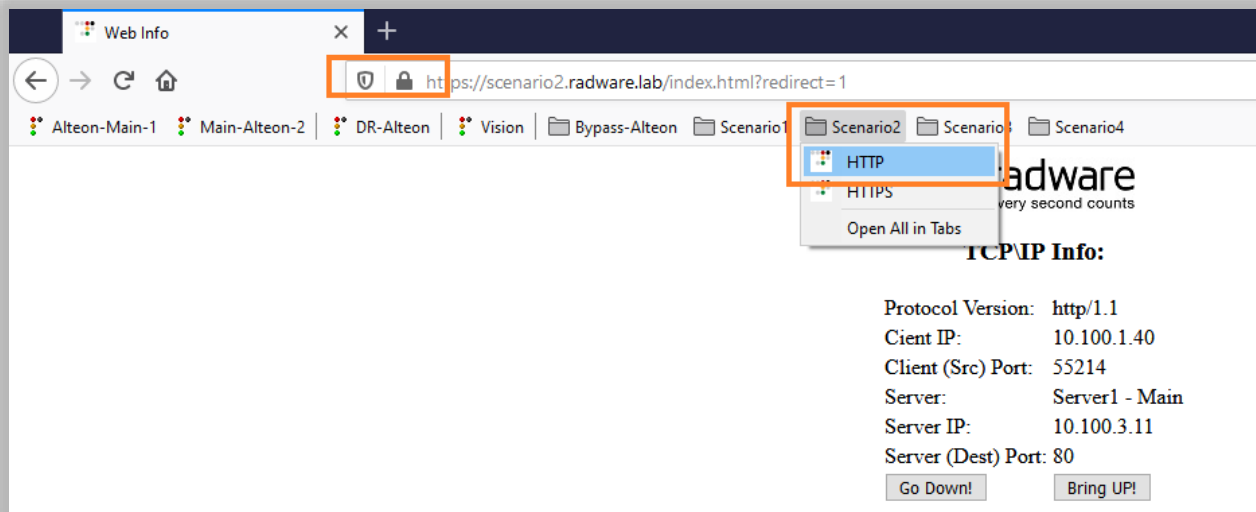 Web Info
https://scenario2.radware.lab/index.html?redirect=1
Alteon-Main-1 Main-Alteon-2 DR-Alteon Vision Bypass-Alteon Scenario1 Scenario2 Scenario3 Scenario4
HTTP
HTTPS
Open All in Tabs
radware
very second counts
TCP\IP Info:
Protocol Version: http/1.1
Cient IP: 10.100.1.40
Client (Src) Port: 55214
Server: Server1 - Main
Server IP: 10.100.3.11
Server (Dest) Port: 80
Go Down! Bring UP!